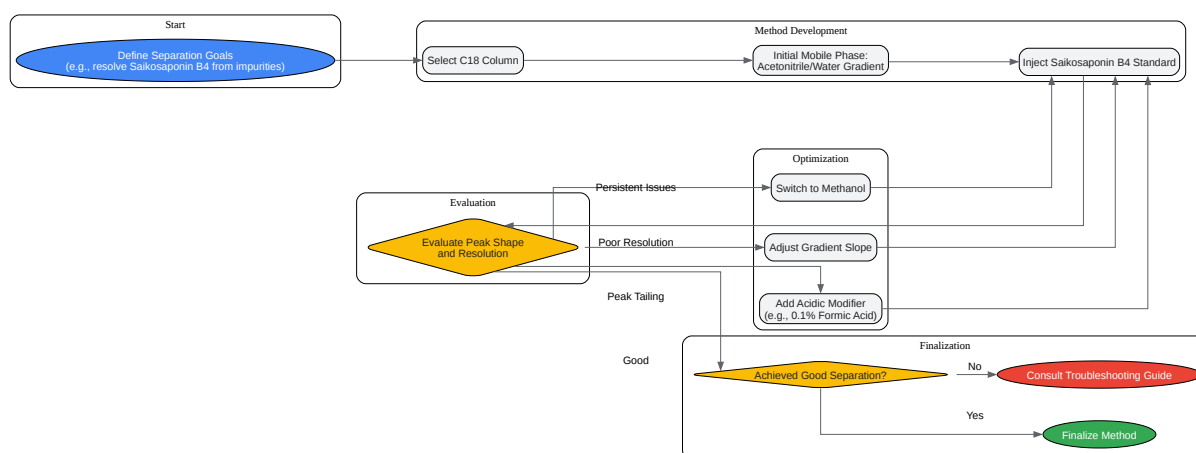 Start
Define Separation Goals
(e.g., resolve Saikosaponin B4 from impurities)
Method Development
Select C18 Column
Initial Mobile Phase:
Acetonitrile/Water Gradient
Inject Saikosaponin B4 Standard
Optimization
Persistent Issues
Switch to Methanol
Evaluation
Evaluate Peak Shape
and Resolution
Poor Resolution
Adjust Gradient Slope
Peak Tailing
Add Acidic Modifier
(e.g., 0.1% Formic Acid)
Finalization
Good
Achieved Good Separation?
No
Consult Troubleshooting Guide
Yes
Finalize Method